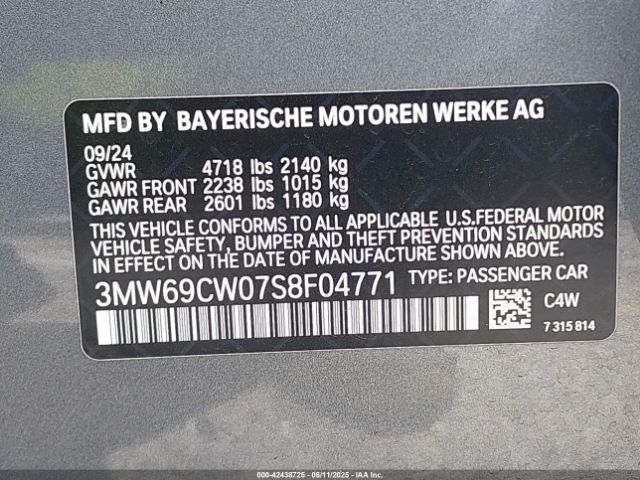 MFD BY BAYERISCHE MOTOREN WERKE AG
09/24
GVWR 4718 lbs 2140 kg
GAWR FRONT 2238 lbs 1015 kg
GAWR REAR 2601 lbs 1180 kg
THIS VEHICLE CONFORMS TO ALL APPLICABLE U.S.FEDERAL MOTOR
VEHICLE SAFETY, BUMPER AND THEFT PREVENTION STANDARDS
IN EFFECT ON THE DATE OF MANUFACTURE SHOWN ABOVE.
3MW69CW07S8F04771 TYPE: PASSENGER CAR
C4W
7 315 814
000-42438725 - 06/11/2025 - IAAI Copart